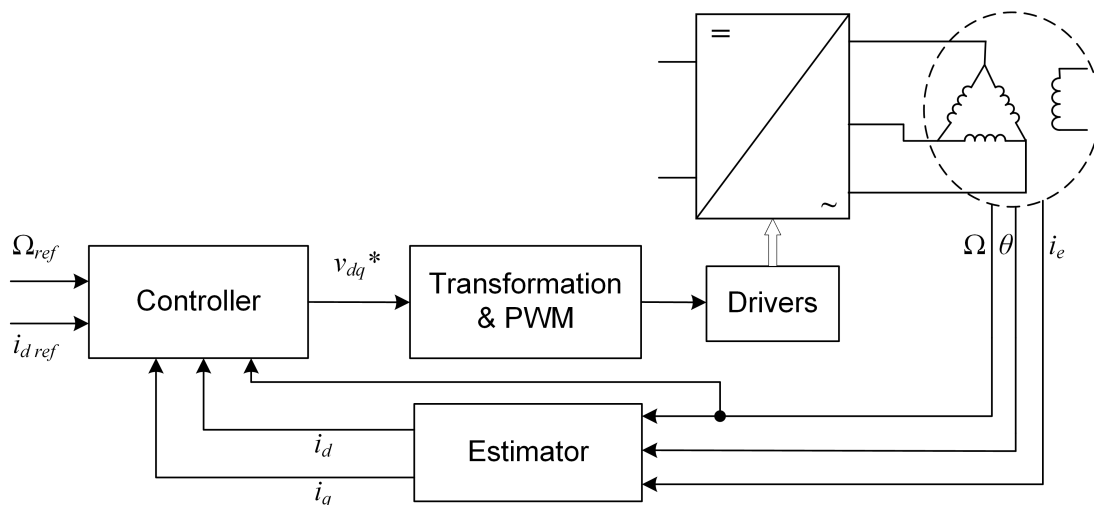 =
~
Ω θ i_e
Ω_ref
i_d ref
Controller
v_dq*
Transformation
& PWM
Drivers
Estimator
i_d
i_q